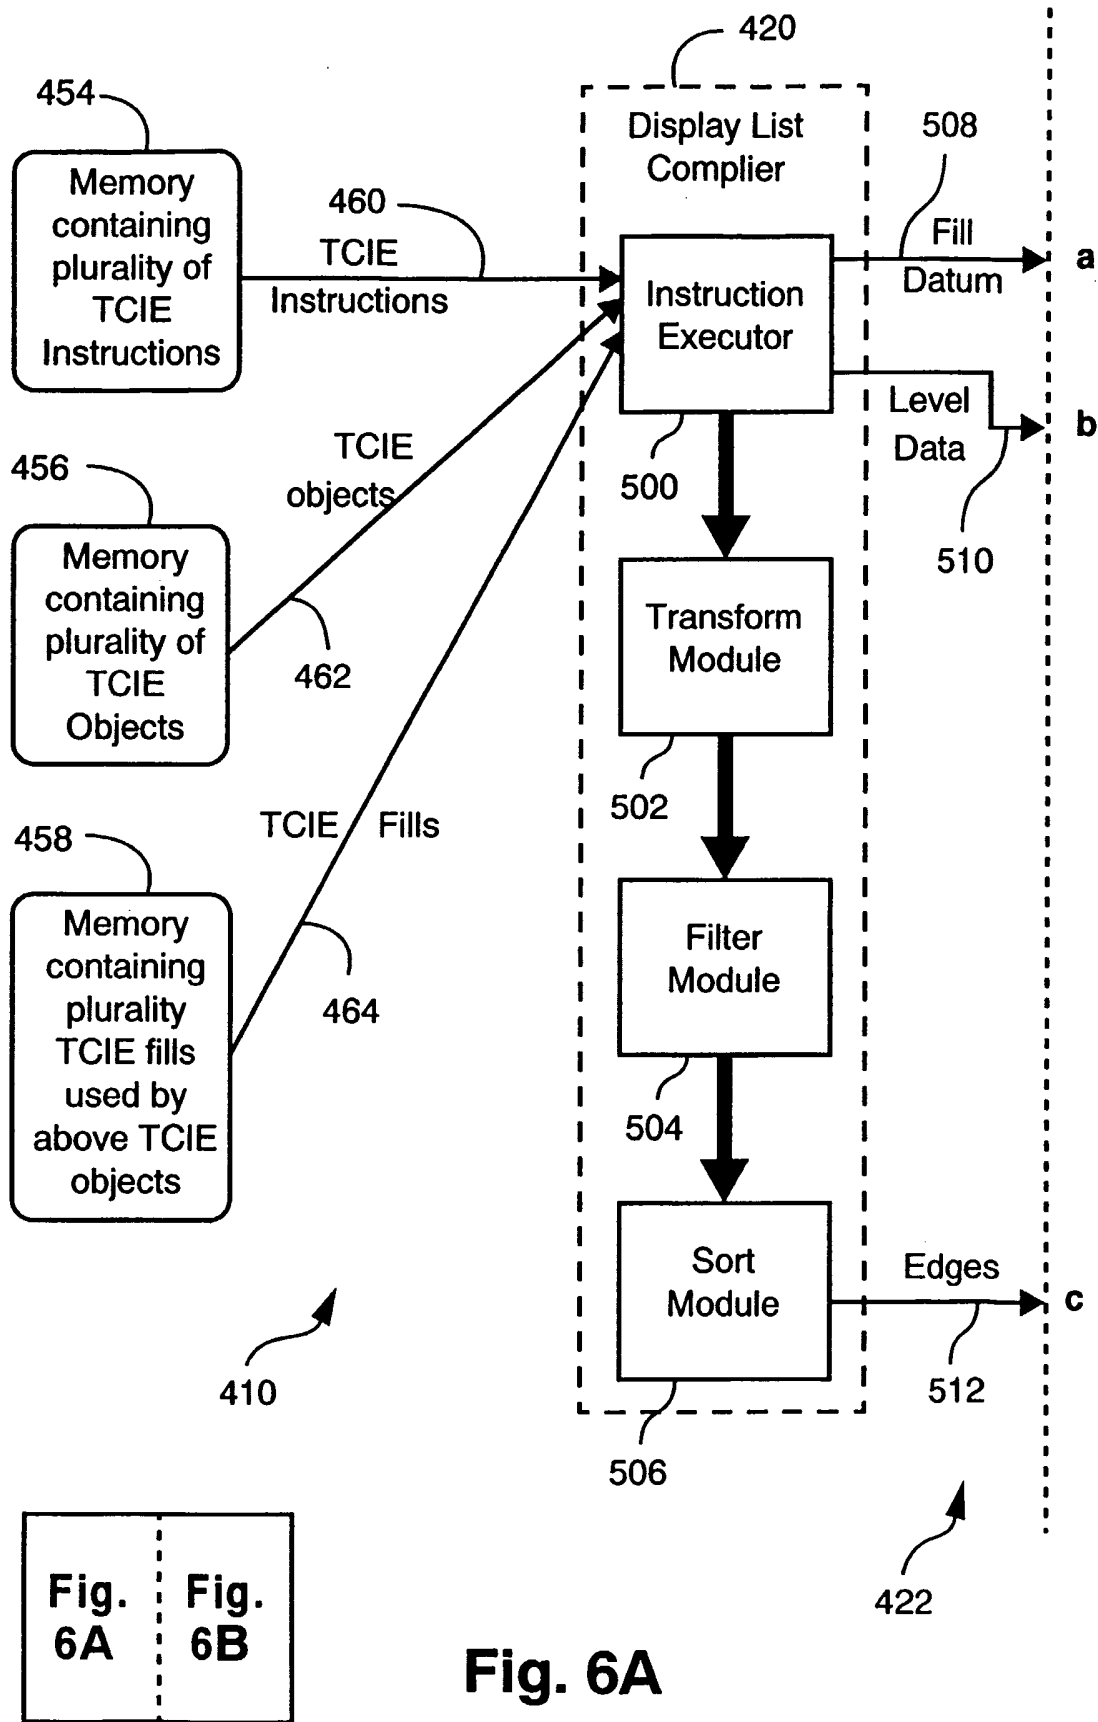 420
454
Display List
Complier
508
Memory
containing
plurality of
TCIE
Instructions
460
TCIE
Instructions
Instruction
Executor
Fill
Datum
a
Level
Data
b
456
TCIE
objects
500
510
Memory
containing
plurality of
TCIE
Objects
462
Transform
Module
502
458
TCIE Fills
Memory
containing
plurality
TCIE fills
used by
above TCIE
objects
464
Filter
Module
504
Sort
Module
Edges
c
410
512
506
422
Fig.
6A
Fig.
6B
Fig. 6A